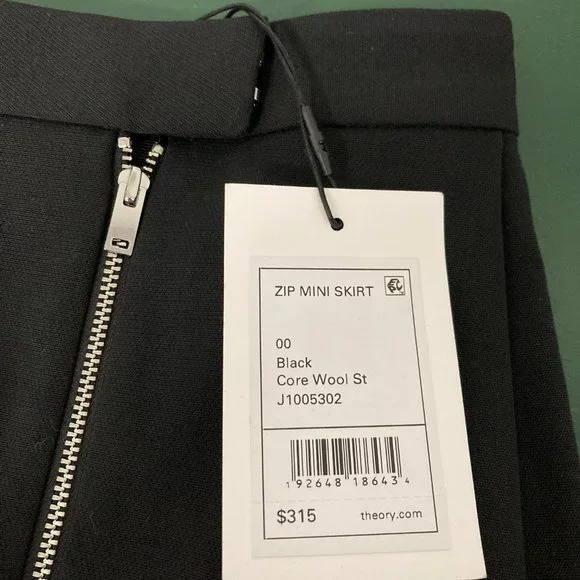 ZIP MINI SKIRT
00
Black
Core Wool St
J1005302
1 92648 18643 4
$315 theory.com